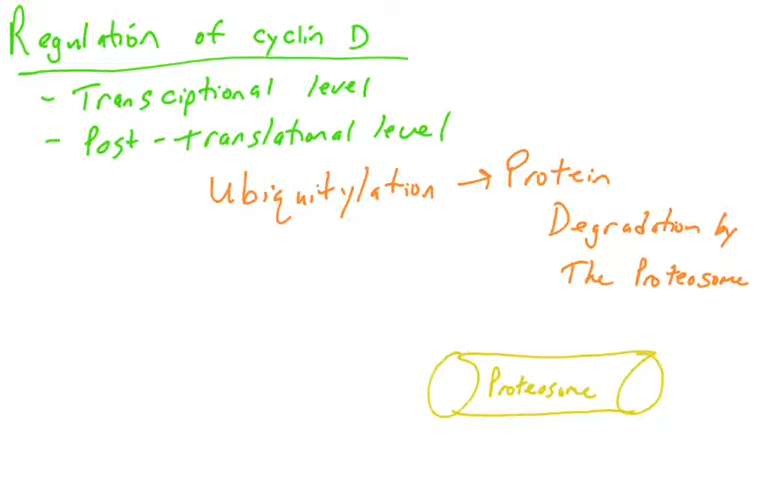 Regulation of cyclin D
- Transciptional level
- Post-translational level
Ubiquitylation → Protein
Degradation by
The Proteosome
Proteosome